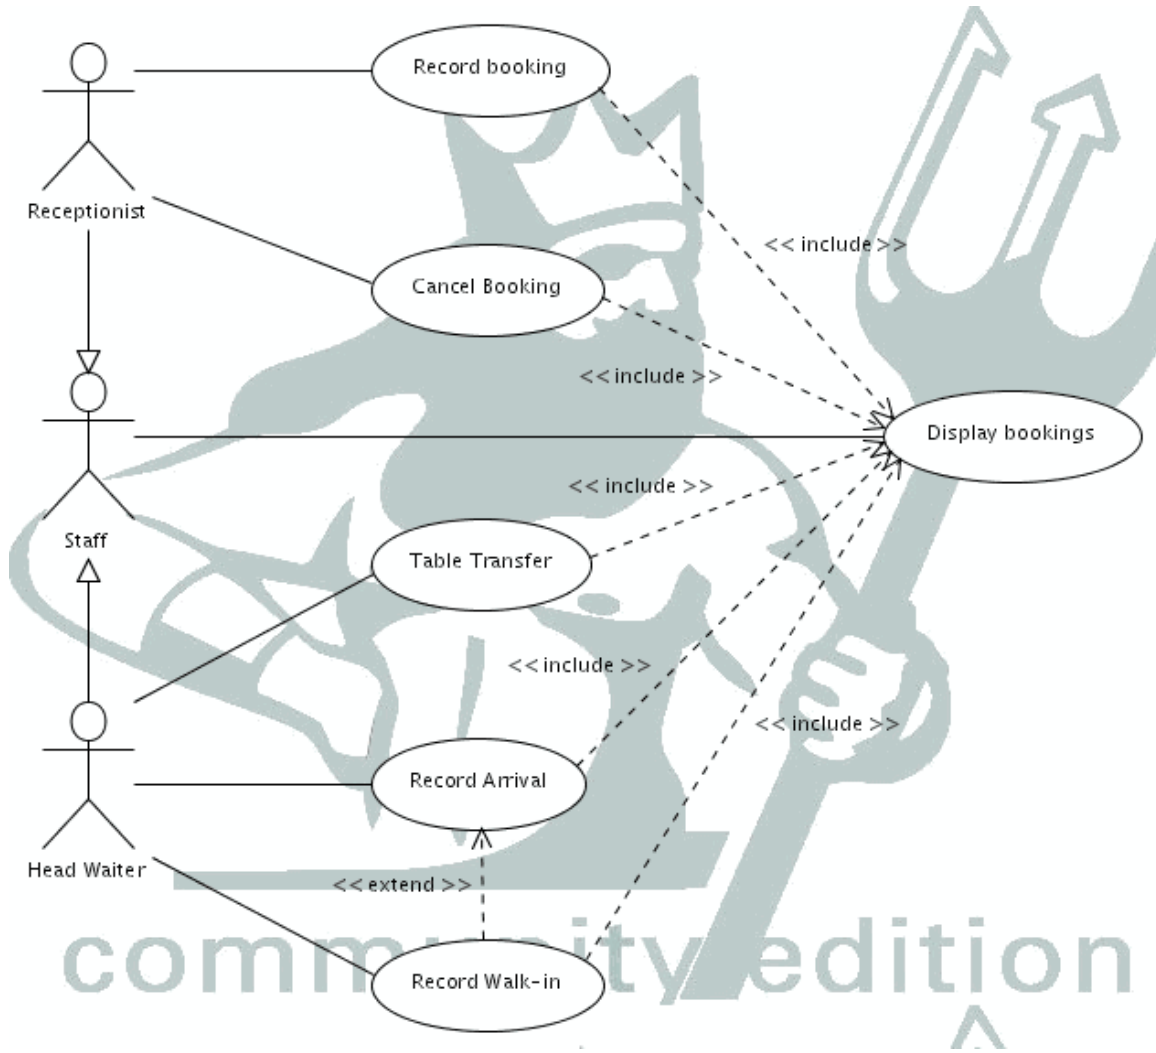 Record booking
Receptionist
<< include >>
Cancel Booking
<< include >>
Display bookings
<< include >>
Staff
Table Transfer
<< include >>
<< include >>
Record Arrival
Head Waiter
<< extend >>
community edition
Record Walk-in